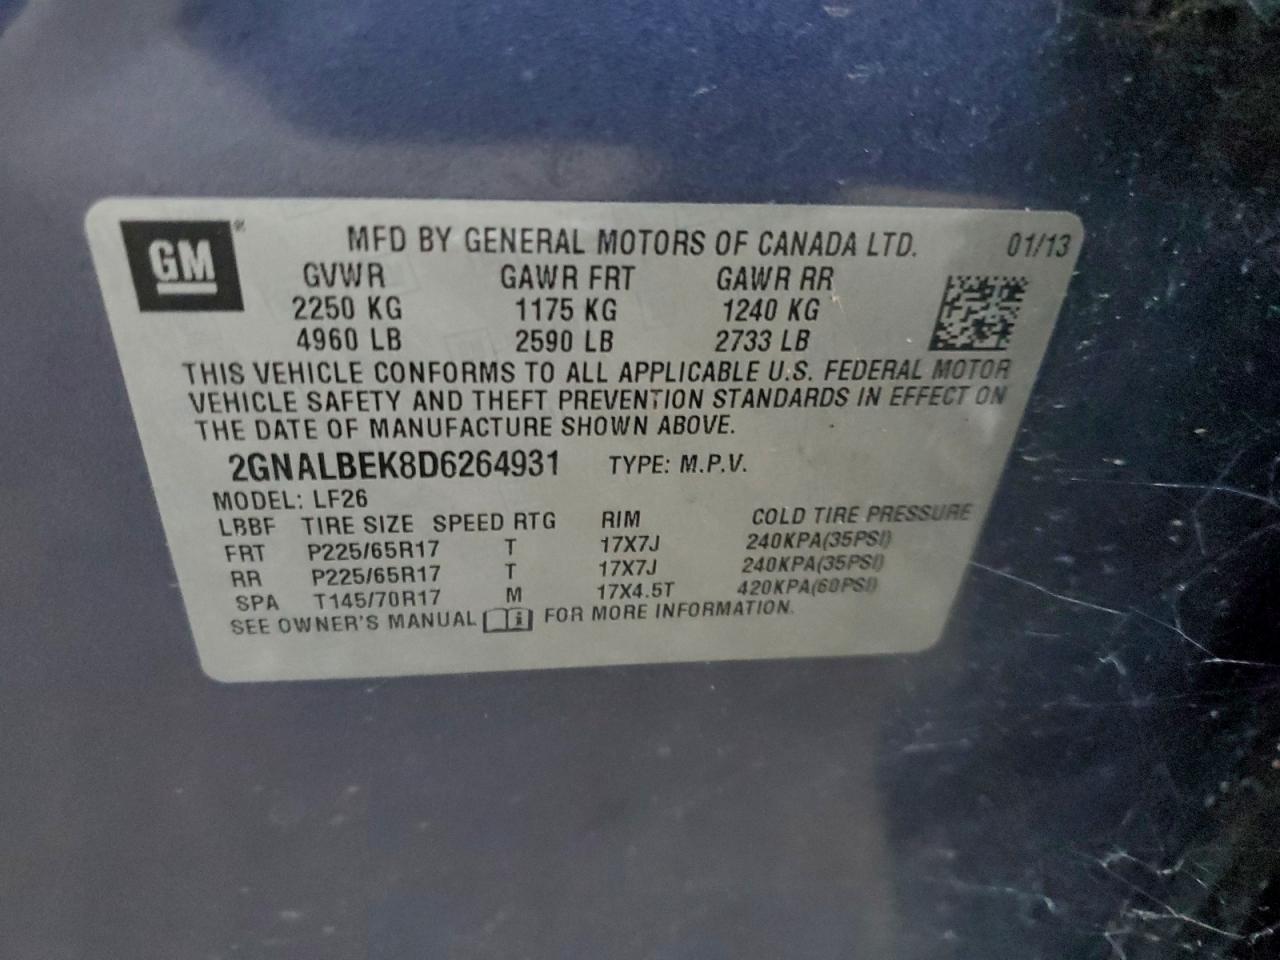 GM® MFD BY GENERAL MOTORS OF CANADA LTD. 01/13
GVWR GAWR FRT GAWR RR
2250 KG 1175 KG 1240 KG
4960 LB 2590 LB 2733 LB
THIS VEHICLE CONFORMS TO ALL APPLICABLE U.S. FEDERAL MOTOR
VEHICLE SAFETY AND THEFT PREVENTION STANDARDS IN EFFECT ON
THE DATE OF MANUFACTURE SHOWN ABOVE.
2GNALBEK8D6264931 TYPE: M.P.V.
MODEL: LF26
LBBF TIRE SIZE SPEED RTG RIM COLD TIRE PRESSURE
FRT P225/65R17 T 17X7J 240KPA(35PSI)
RR P225/65R17 T 17X7J 240KPA(35PSI)
SPA T145/70R17 M 17X4.5T 420KPA(60PSI)
SEE OWNER'S MANUAL FOR MORE INFORMATION.